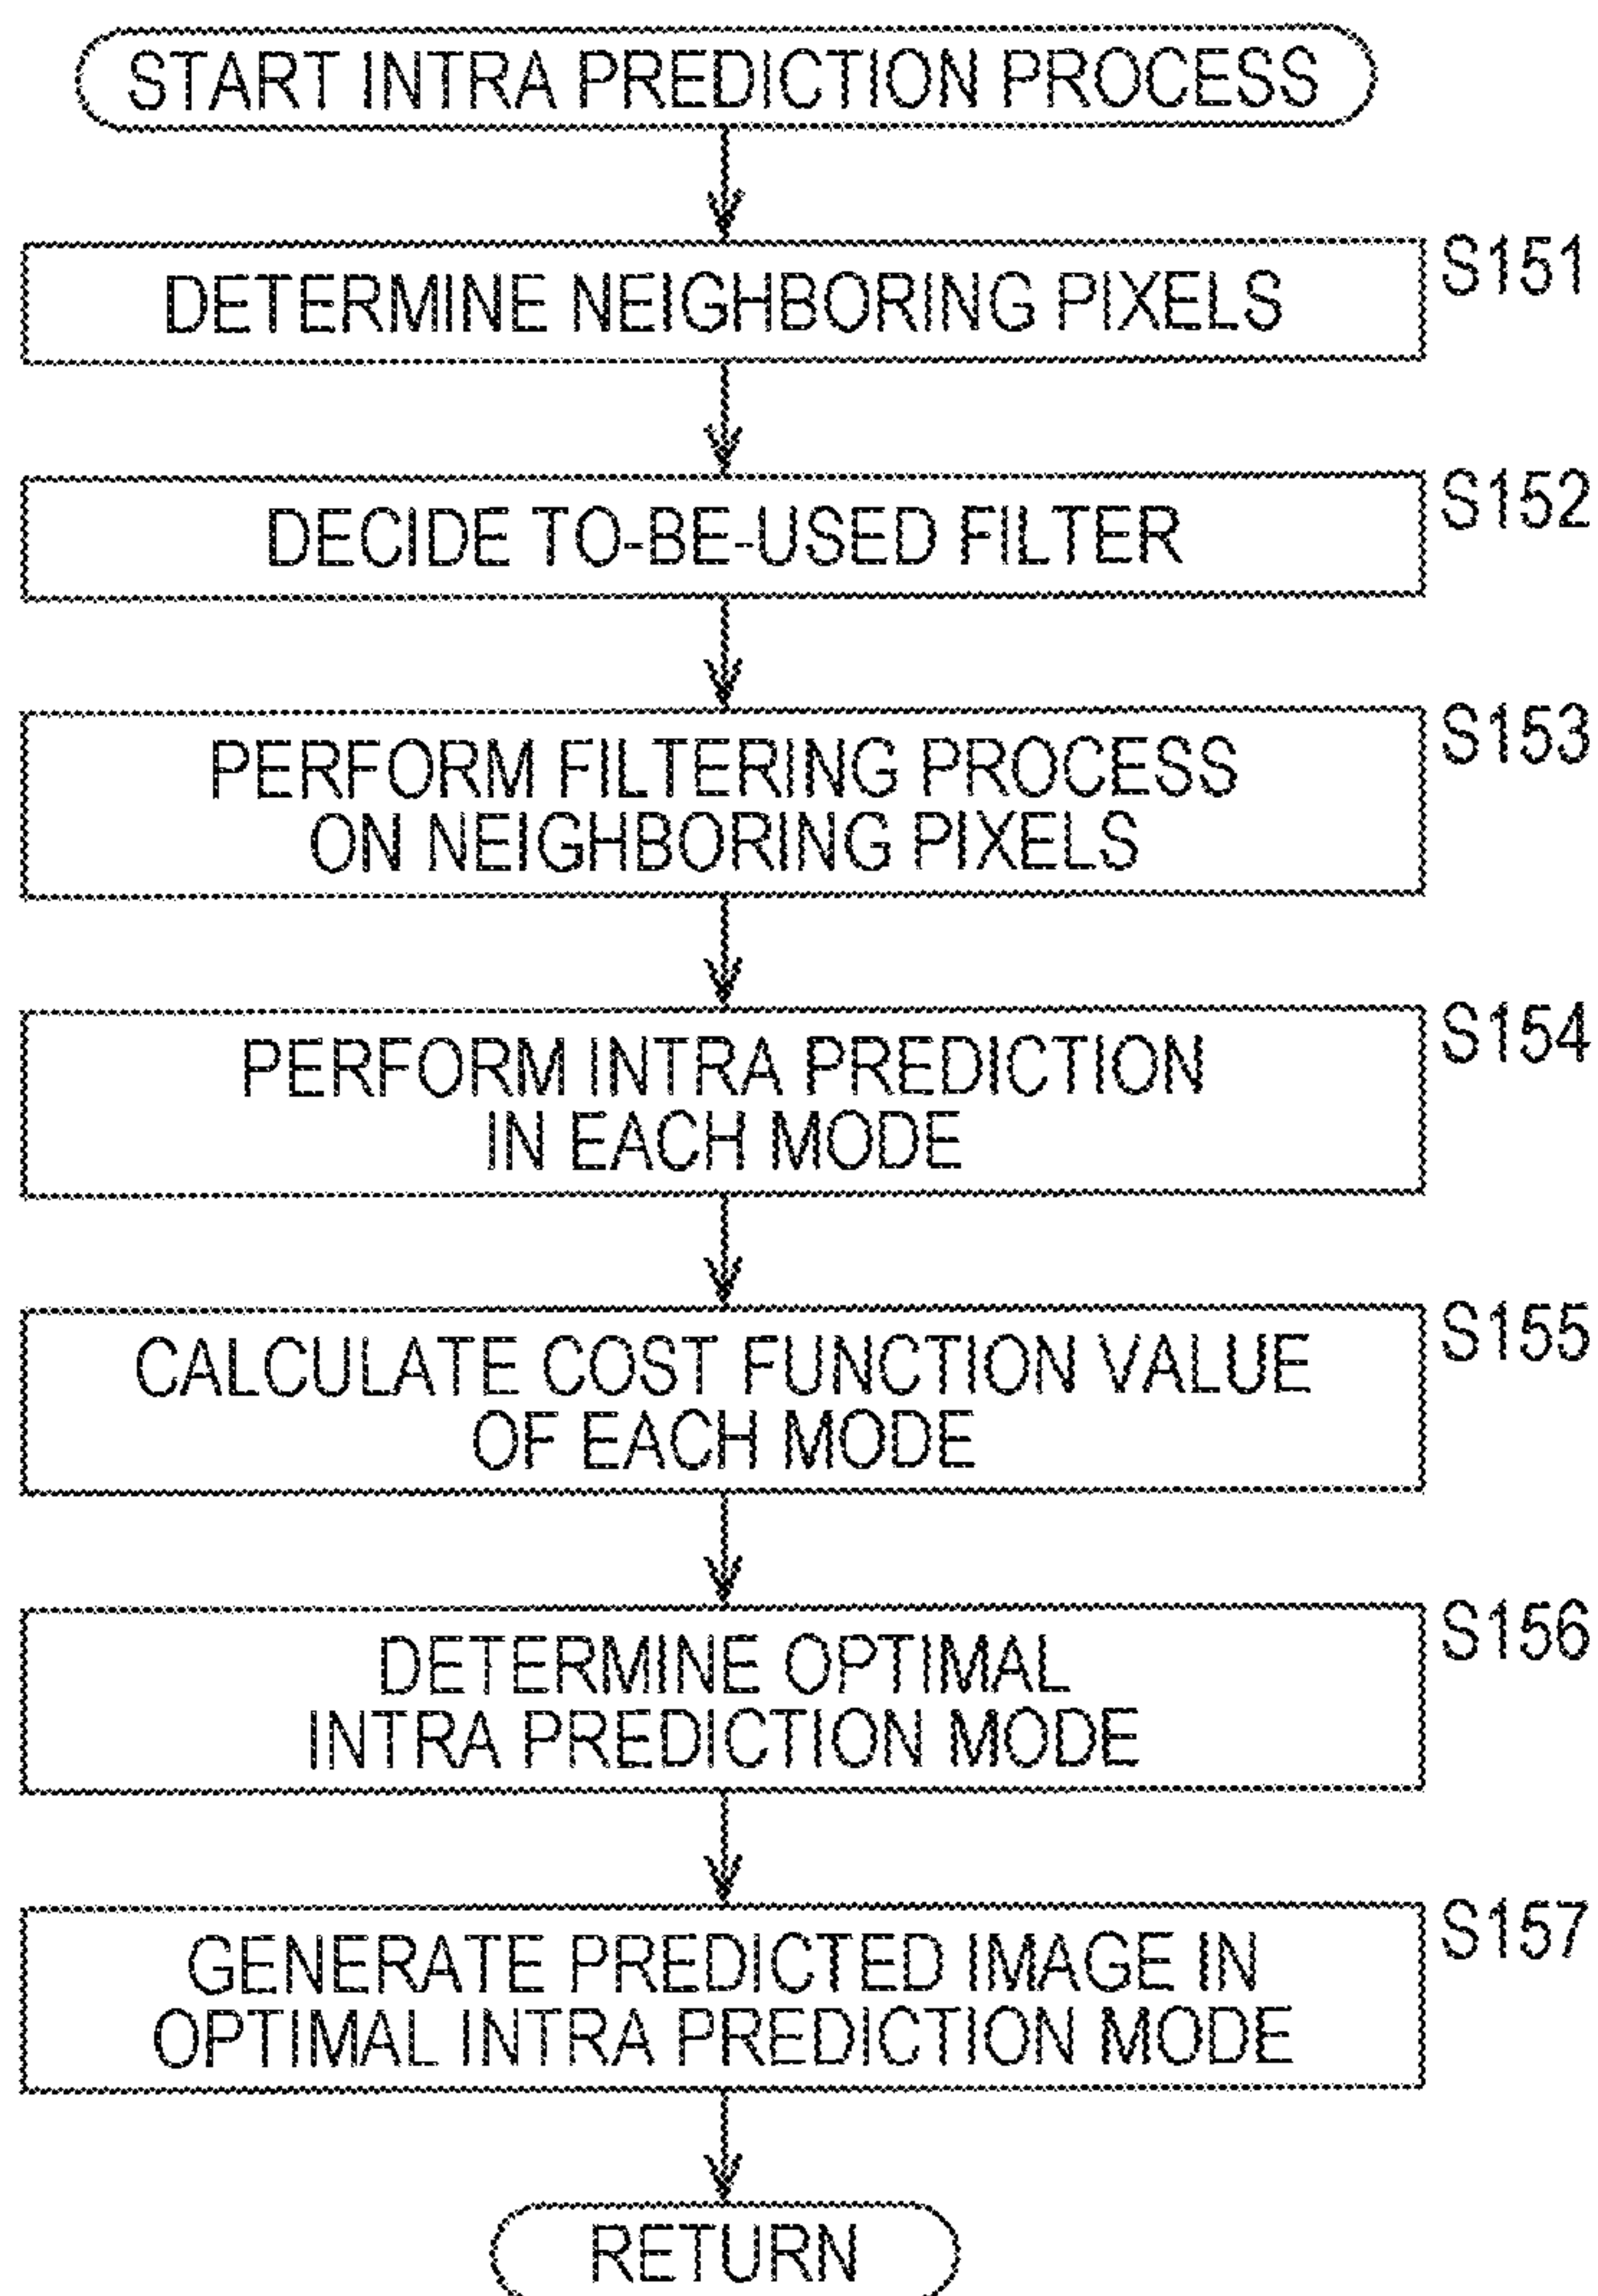 START INTRA PREDICTION PROCESS
S151
DETERMINE NEIGHBORING PIXELS
S152
DECIDE TO-BE-USED FILTER
S153
PERFORM FILTERING PROCESS
ON NEIGHBORING PIXELS
S154
PERFORM INTRA PREDICTION
IN EACH MODE
S155
CALCULATE COST FUNCTION VALUE
OF EACH MODE
S156
DETERMINE OPTIMAL
INTRA PREDICTION MODE
S157
GENERATE PREDICTED IMAGE IN
OPTIMAL INTRA PREDICTION MODE
RETURN